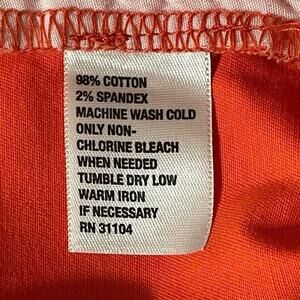 98% COTTON
2% SPANDEX
MACHINE WASH COLD
ONLY NON-
CHLORINE BLEACH
WHEN NEEDED
TUMBLE DRY LOW
WARM IRON
IF NECESSARY
RN 31104